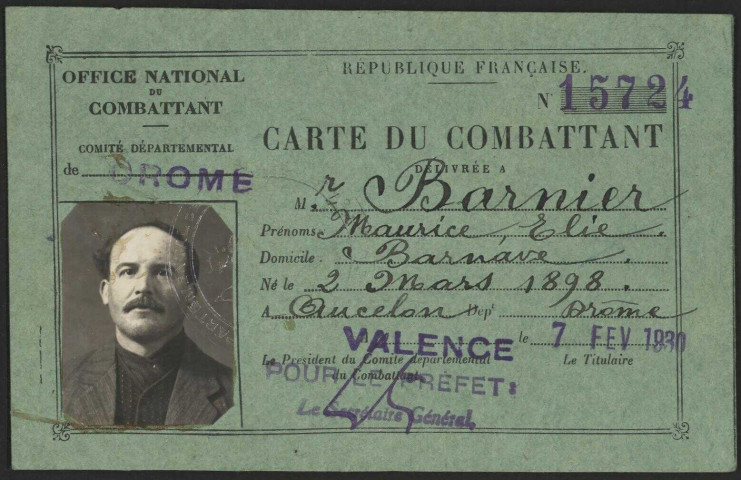 OFFICE NATIONAL
DU
COMBATTANT
COMITÉ DÉPARTEMENTAL
de DROME
RÉPUBLIQUE FRANÇAISE.
N° 15724
CARTE DU COMBATTANT
DÉLIVRÉE A
M.r Barnier
Prénoms Maurice, Elie.
Domicile : Barnave.
Né le 2 Mars 1898.
A Aucelon Dépt Drôme
VALENCE le 7 FEV 1930
Le Président du Comité départemental
du Combattant
Le Titulaire
POUR LE PRÉFET:
Le Secrétaire Général,